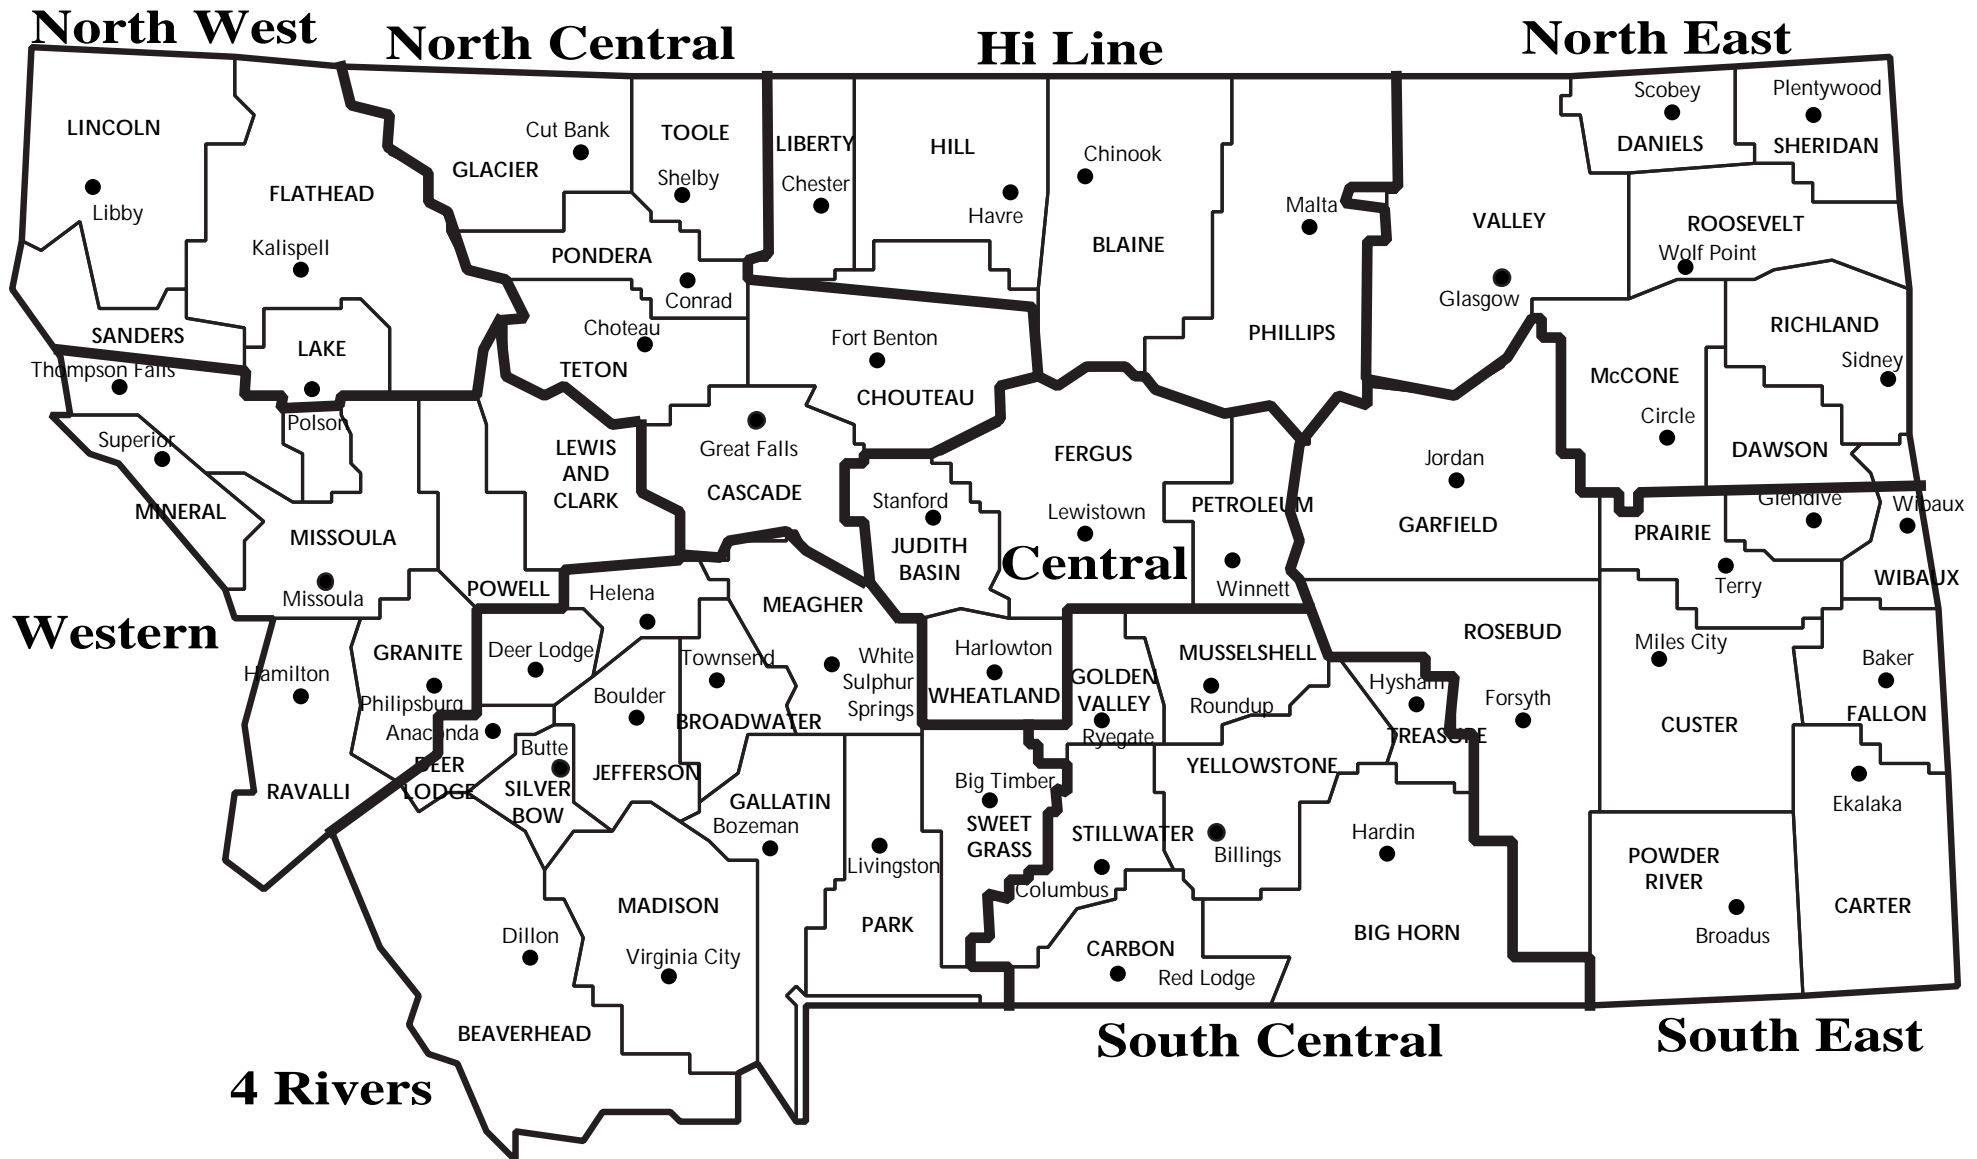 North West
North Central
Hi Line
North East
LINCOLN
Libby
FLATHEAD
Kalispell
Cut Bank
GLACIER
TOOLE
Shelby
LIBERTY
Chester
HILL
Havre
Chinook
BLAINE
Malta
PHILLIPS
VALLEY
Glasgow
Scobey
DANIELS
Plentywood
SHERIDAN
ROOSEVELT
Wolf Point
PONDERA
Conrad
SANDERS
Thompson Falls
LAKE
Polson
Choteau
TETON
Fort Benton
CHOUTEAU
RICHLAND
Sidney
McCONE
Circle
DAWSON
Glendive
Superior
MINERAL
MISSOULA
Missoula
LEWIS
AND
CLARK
Great Falls
CASCADE
Stanford
JUDITH
BASIN
FERGUS
Lewistown
Central
PETROLEUM
Winnett
Jordan
GARFIELD
PRAIRIE
Terry
Wibaux
WIBAUX
POWELL
Helena
MEAGHER
White
Sulphur
Springs
Western
Hamilton
RAVALLI
GRANITE
Philipsburg
Deer Lodge
Anaconda
DEER
LODGE
Butte
SILVER
BOW
Boulder
JEFFERSON
Townsend
BROADWATER
Harlowton
WHEATLAND
GOLDEN
VALLEY
Ryegate
MUSSELSHELL
Roundup
Hysham
TREASURE
ROSEBUD
Forsyth
Miles City
CUSTER
Baker
FALLON
Ekalaka
CARTER
POWDER
RIVER
Broadus
GALLATIN
Bozeman
Livingston
PARK
Big Timber
SWEET
GRASS
STILLWATER
Columbus
YELLOWSTONE
Billings
Hardin
BIG HORN
CARBON
Red Lodge
MADISON
Virginia City
Dillon
BEAVERHEAD
4 Rivers
South Central
South East